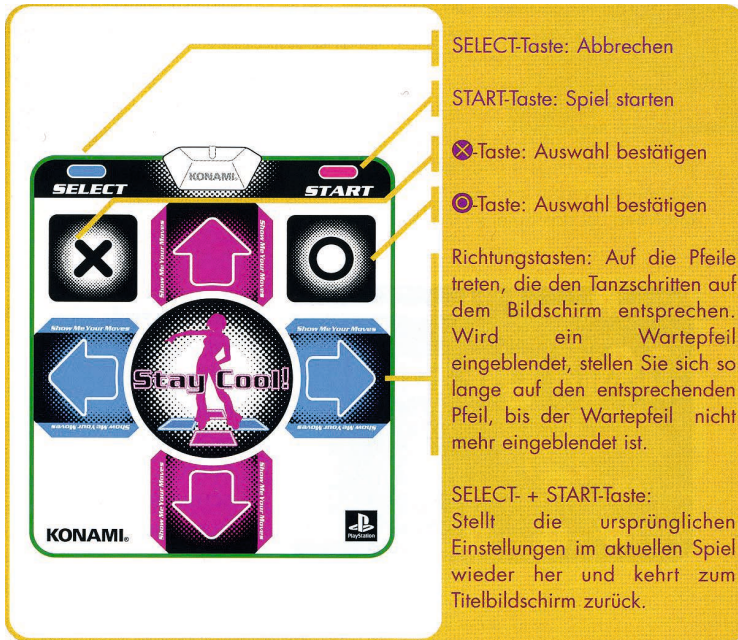 SELECT-Taste: Abbrechen
START-Taste: Spiel starten
ⓧ-Taste: Auswahl bestätigen
◎-Taste: Auswahl bestätigen
Richtungstasten: Auf die Pfeile
treten, die den Tanzschritten auf
dem Bildschirm entsprechen.
Wird ein Wartepfeil
eingeblendet, stellen Sie sich so
lange auf den entsprechenden
Pfeil, bis der Wartepfeil nicht
mehr eingeblendet ist.
SELECT- + START-Taste:
Stellt die ursprünglichen
Einstellungen im aktuellen Spiel
wieder her und kehrt zum
Titelbildschirm zurück.
KONAMI
SELECT
START
X
O
Show Me Your Moves
Show Me Your Moves
Show Me Your Moves
Show Me Your Moves
Stay Cool!
Show Me Your Moves
Show Me Your Moves
Show Me Your Moves
Show Me Your Moves
KONAMI®
PlayStation